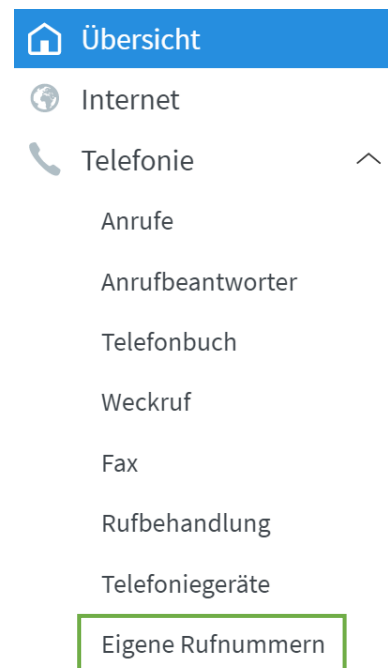 Übersicht
Internet
Telefonie
Anrufe
Anrufbeantworter
Telefonbuch
Weckruf
Fax
Rufbehandlung
Telefoniegeräte
Eigene Rufnummern